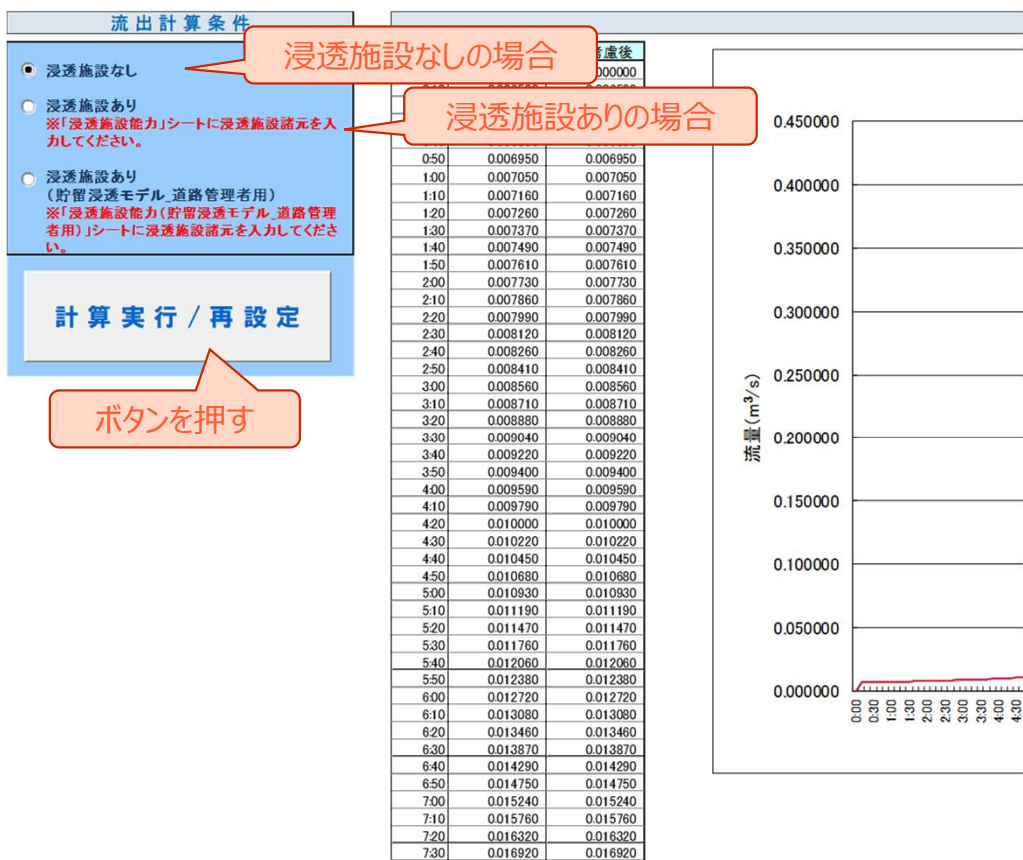 流出計算条件
浸透施設なしの場合
浸透施設なし
浸透施設あり
※「浸透施設能力」シートに浸透施設諸元を入
力してください。
浸透施設ありの場合
浸透施設あり
(貯留浸透モデル_道路管理者用)
※「浸透施設能力(貯留浸透モデル_道路管理
者用)」シートに浸透施設諸元を入力してくださ
い。
計算実行/再設定
ボタンを押す
慮後
000000
0:50 0.006950 0.006950
1:00 0.007050 0.007050
1:10 0.007160 0.007160
1:20 0.007260 0.007260
1:30 0.007370 0.007370
1:40 0.007490 0.007490
1:50 0.007610 0.007610
2:00 0.007730 0.007730
2:10 0.007860 0.007860
2:20 0.007990 0.007990
2:30 0.008120 0.008120
2:40 0.008260 0.008260
2:50 0.008410 0.008410
3:00 0.008560 0.008560
3:10 0.008710 0.008710
3:20 0.008880 0.008880
3:30 0.009040 0.009040
3:40 0.009220 0.009220
3:50 0.009400 0.009400
4:00 0.009590 0.009590
4:10 0.009790 0.009790
4:20 0.010000 0.010000
4:30 0.010220 0.010220
4:40 0.010450 0.010450
4:50 0.010680 0.010680
5:00 0.010930 0.010930
5:10 0.011190 0.011190
5:20 0.011470 0.011470
5:30 0.011760 0.011760
5:40 0.012060 0.012060
5:50 0.012380 0.012380
6:00 0.012720 0.012720
6:10 0.013080 0.013080
6:20 0.013460 0.013460
6:30 0.013870 0.013870
6:40 0.014290 0.014290
6:50 0.014750 0.014750
7:00 0.015240 0.015240
7:10 0.015760 0.015760
7:20 0.016320 0.016320
7:30 0.016920 0.016920
流量(m³/s)
0.450000
0.400000
0.350000
0.300000
0.250000
0.200000
0.150000
0.100000
0.050000
0.000000
0:00
0:30
1:00
1:30
2:00
2:30
3:00
3:30
4:00
4:30